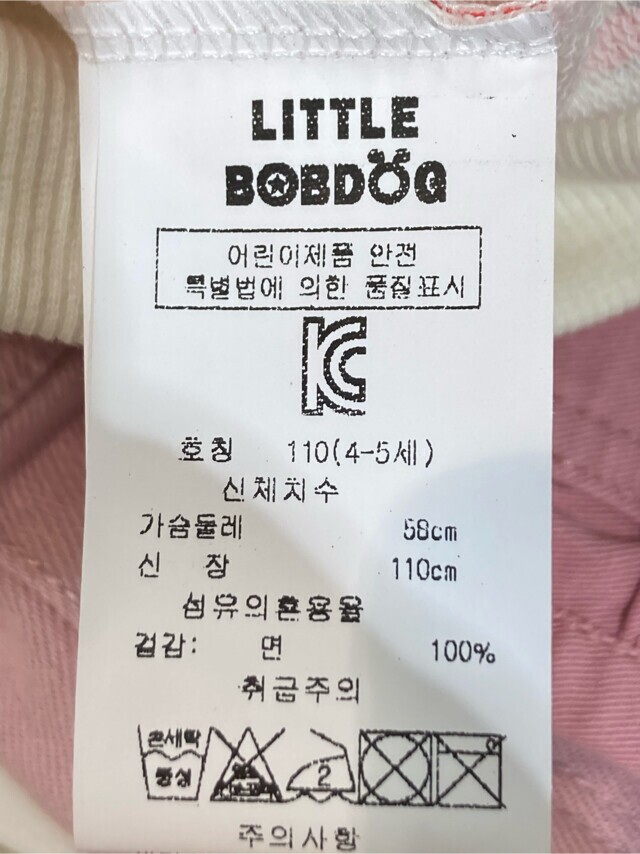 LITTLE
BOBDOG
어린이제품 안전
특별법에 의한 품질표시
KC
호칭 110(4-5세)
신체치수
가슴둘레 58cm
신 장 110cm
섬유의혼용율
겉감: 면 100%
취급주의
손세탁
중성
2
주의사항